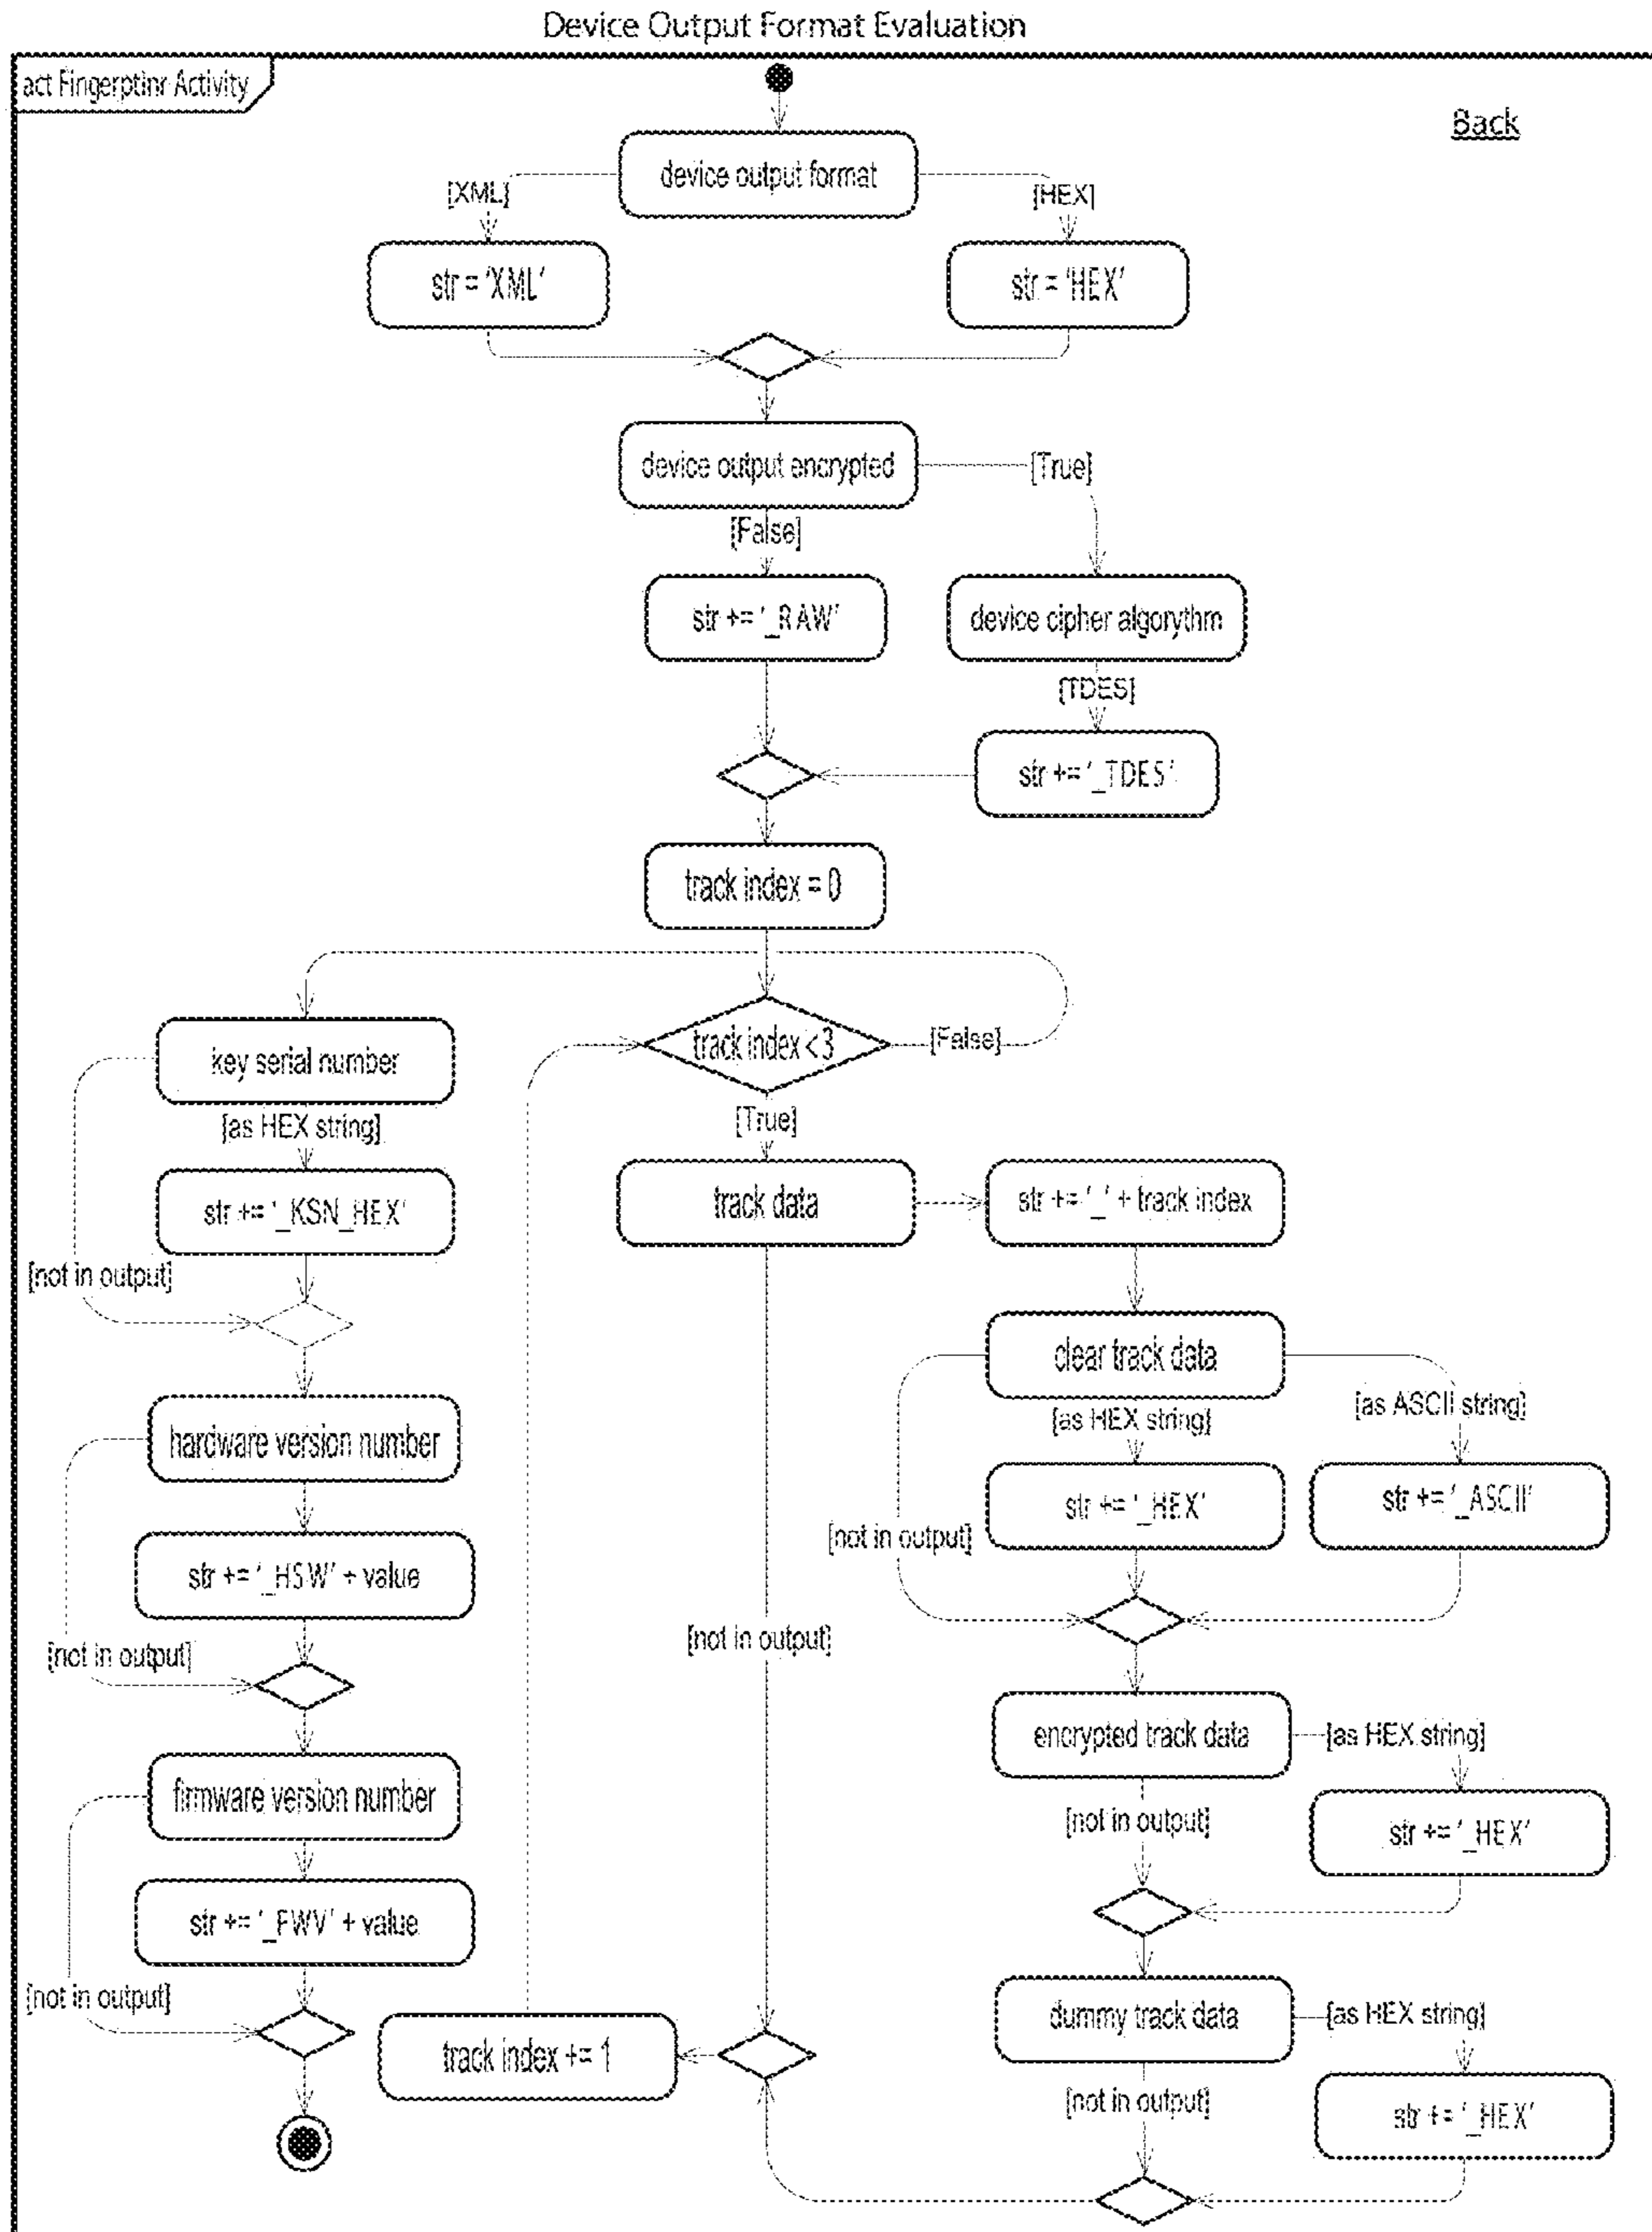 Device Output Format Evaluation
act Fingerptinr Activity
Back
device output format
[XML]
[HEX]
str = 'XML'
str = 'HEX'
device output encrypted
[True]
[False]
str += '_RAW'
device cipher algorythm
[TDES]
str += '_TDES'
track index = 0
key serial number
track index <3
[False]
[as HEX string]
[True]
str += '_KSN_HEX'
track data
str += '_' + track index
[not in output]
clear track data
[as HEX string]
[as ASCII string]
hardware version number
str += '_HEX'
str += '_ASCII'
[not in output]
str += '_HSW' + value
[not in output]
[not in output]
encrypted track data
[as HEX string]
firmware version number
[not in output]
str += '_HEX'
str += '_FWV' + value
[not in output]
dummy track data
[as HEX string]
track index += 1
[not in output]
str += '_HEX'